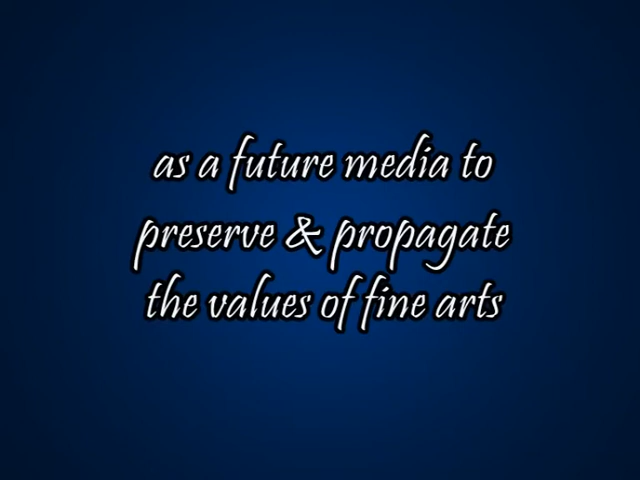 as a future media to
preserve & propagate
the values of fine arts